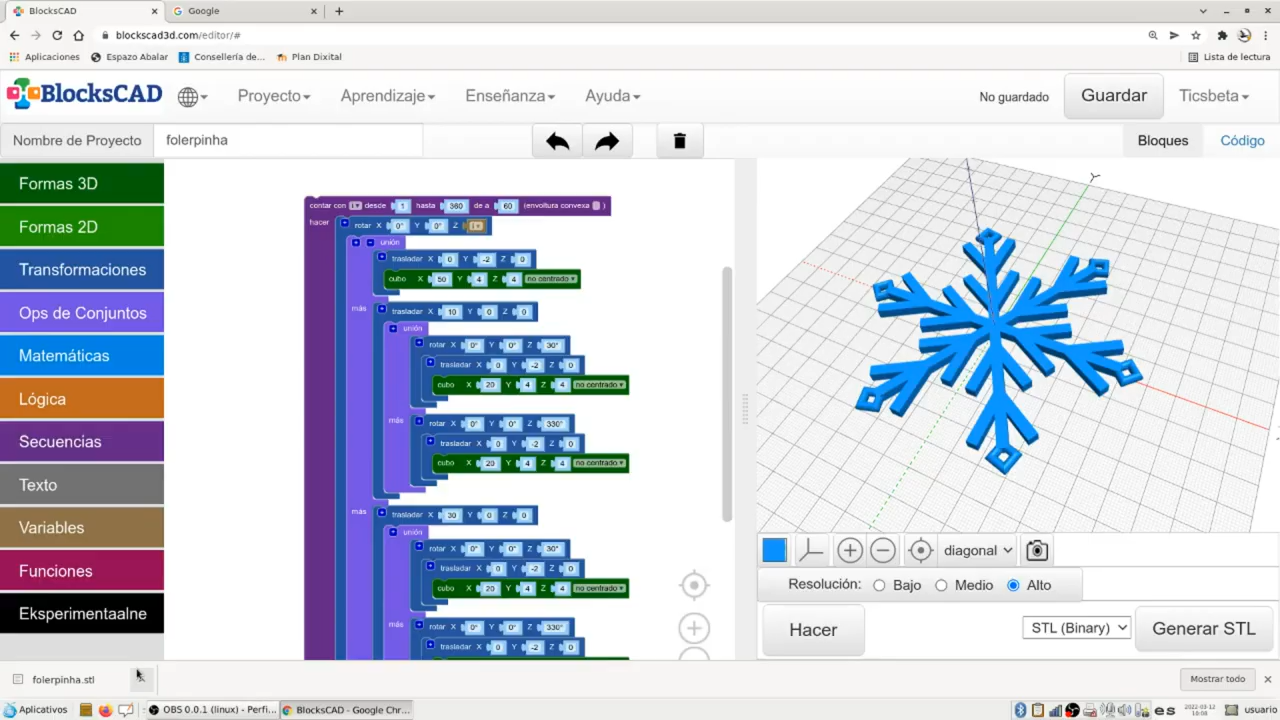 BlocksCAD
Google
blockscad3d.com/editor/#
Aplicaciones
Espazo Abalar
Consellería de...
Plan Dixital
Lista de lectura
BlocksCAD
Proyecto
Aprendizaje
Enseñanza
Ayuda
No guardado
Guardar
Ticsbeta
Nombre de Proyecto
folerpinha
Bloques
Código
Formas 3D
Formas 2D
Transformaciones
Ops de Conjuntos
Matemáticas
Lógica
Secuencias
Texto
Variables
Funciones
Eksperimentaalne
contar con i desde 1 hasta 360 de a 60 (envoltura convexa )
hacer rotar X 0° Y 0° Z i
unión
trasladar X 0 Y -2 Z 0
cubo X 50 Y 4 Z 4 no centrado
más trasladar X 10 Y 0 Z 0
unión
rotar X 0° Y 0° Z 30°
trasladar X 0 Y -2 Z 0
cubo X 20 Y 4 Z 4 no centrado
más rotar X 0° Y 0° Z 330°
trasladar X 0 Y -2 Z 0
cubo X 20 Y 4 Z 4 no centrado
más trasladar X 30 Y 0 Z 0
unión
rotar X 0° Y 0° Z 30°
trasladar X 0 Y -2 Z 0
cubo X 20 Y 4 Z 4 no centrado
más rotar X 0° Y 0° Z 330°
trasladar X 0 Y -2 Z 0
Y
diagonal
Resolución: Bajo Medio Alto
Hacer
STL (Binary)
Generar STL
folerpinha.stl
Mostrar todo
Aplicativos
OBS 0.0.1 (linux) - Perfi...
BlocksCAD - Google Chr...
es
usuario